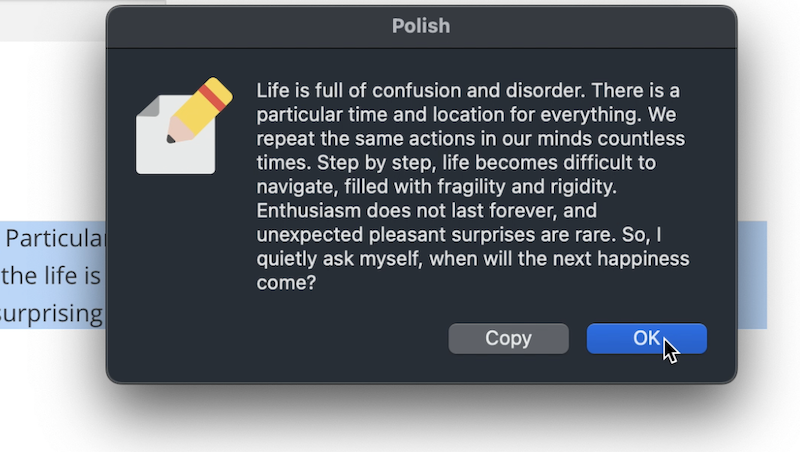 Polish
Life is full of confusion and disorder. There is a
particular time and location for everything. We
repeat the same actions in our minds countless
times. Step by step, life becomes difficult to
navigate, filled with fragility and rigidity.
Enthusiasm does not last forever, and
unexpected pleasant surprises are rare. So, I
quietly ask myself, when will the next happiness
come?
Copy
OK
Particular
the life is
surprising